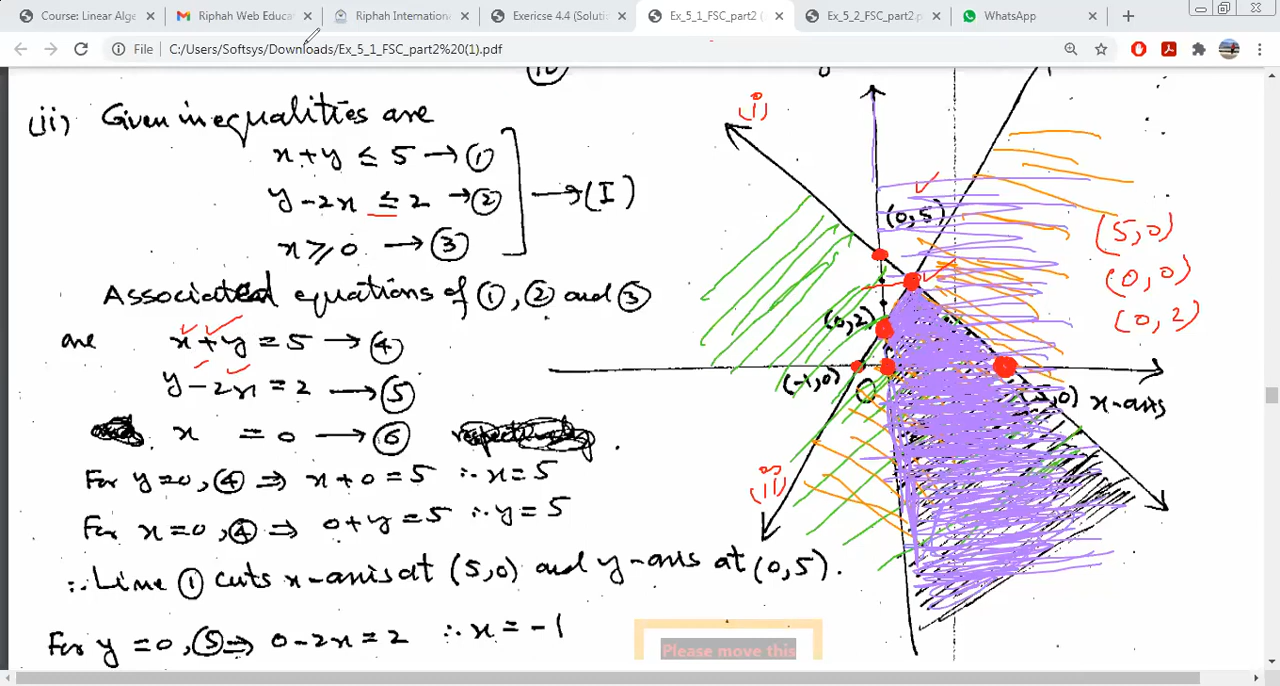 Course: Linear Alge
Riphah Web Educa
Riphah Internationa
Exericse 4.4 (Soluti
Ex_5_1_FSC_part2 (
Ex_5_2_FSC_part2.p
WhatsApp
File
C:/Users/Softsys/Downloads/Ex_5_1_FSC_part2%20(1).pdf
(ii) Given inequalities are
x+y ≤ 5 → ①
y-2x ≤ 2 → ②
x ≥ 0 → ③
→ (I)
Associated equations of ①, ② and ③
are x+y = 5 → ④
y-2x = 2 → ⑤
x = 0 → ⑥
For y=0, ④ ⇒ x+0 = 5 ∴ x = 5
For x=0, ④ ⇒ 0+y = 5 ∴ y = 5
∴ Line ① cuts x-axis at (5,0) and y-axis at (0,5).
For y = 0, ⑤ ⇒ 0-2x = 2 ∴ x = -1
(i)
(0,5)
(5,0)
(0,0)
(0,2)
(0,2)
(-1,0)
x-axis
(ii)
Please move this